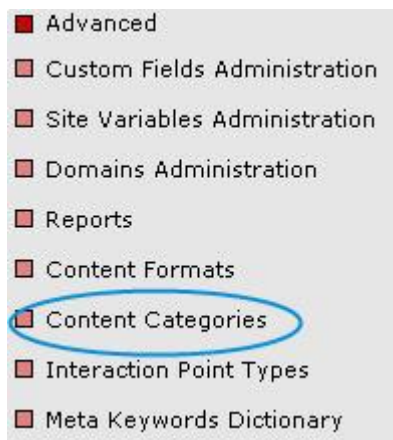 Advanced
Custom Fields Administration
Site Variables Administration
Domains Administration
Reports
Content Formats
Content Categories
Interaction Point Types
Meta Keywords Dictionary